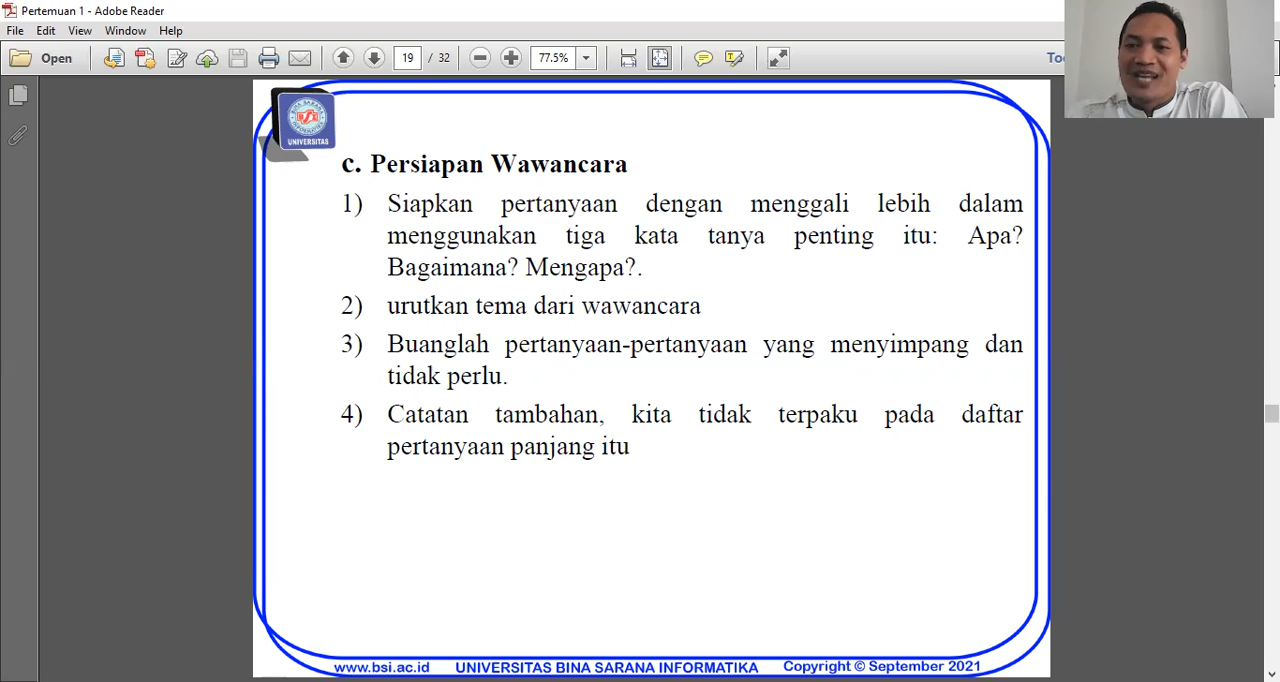 Pertemuan 1 - Adobe Reader
File Edit View Window Help
Open 19 / 32 77.5%
UNIVERSITAS
c. Persiapan Wawancara
1) Siapkan pertanyaan dengan menggali lebih dalam
menggunakan tiga kata tanya penting itu: Apa?
Bagaimana? Mengapa?.
2) urutkan tema dari wawancara
3) Buanglah pertanyaan-pertanyaan yang menyimpang dan
tidak perlu.
4) Catatan tambahan, kita tidak terpaku pada daftar
pertanyaan panjang itu
www.bsi.ac.id UNIVERSITAS BINA SARANA INFORMATIKA Copyright © September 2021